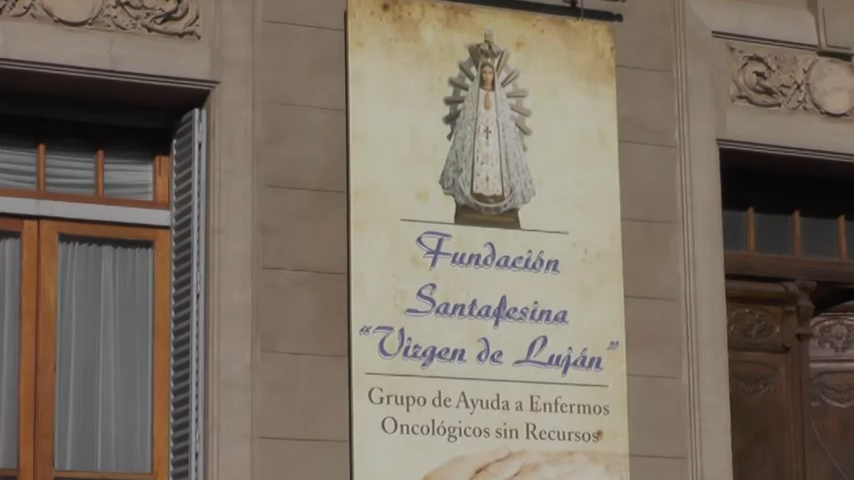 Fundación
Santafesina
“Virgen de Luján”
Grupo de Ayuda a Enfermos
Oncológicos sin Recursos